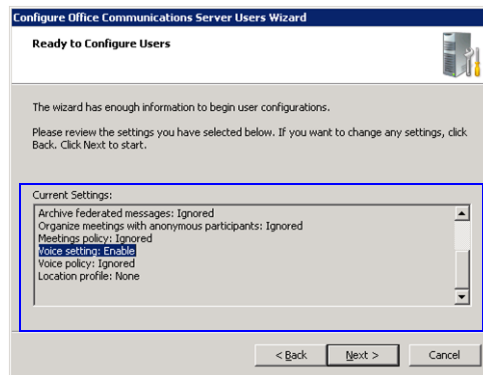 Configure Office Communications Server Users Wizard
Ready to Configure Users
The wizard has enough information to begin user configurations.
Please review the settings you have selected below. If you want to change any settings, click
Back. Click Next to start.
Current Settings:
Archive federated messages: Ignored
Organize meetings with anonymous participants: Ignored
Meetings policy: Ignored
Voice setting: Enable
Voice policy: Ignored
Location profile: None
< Back
Next >
Cancel